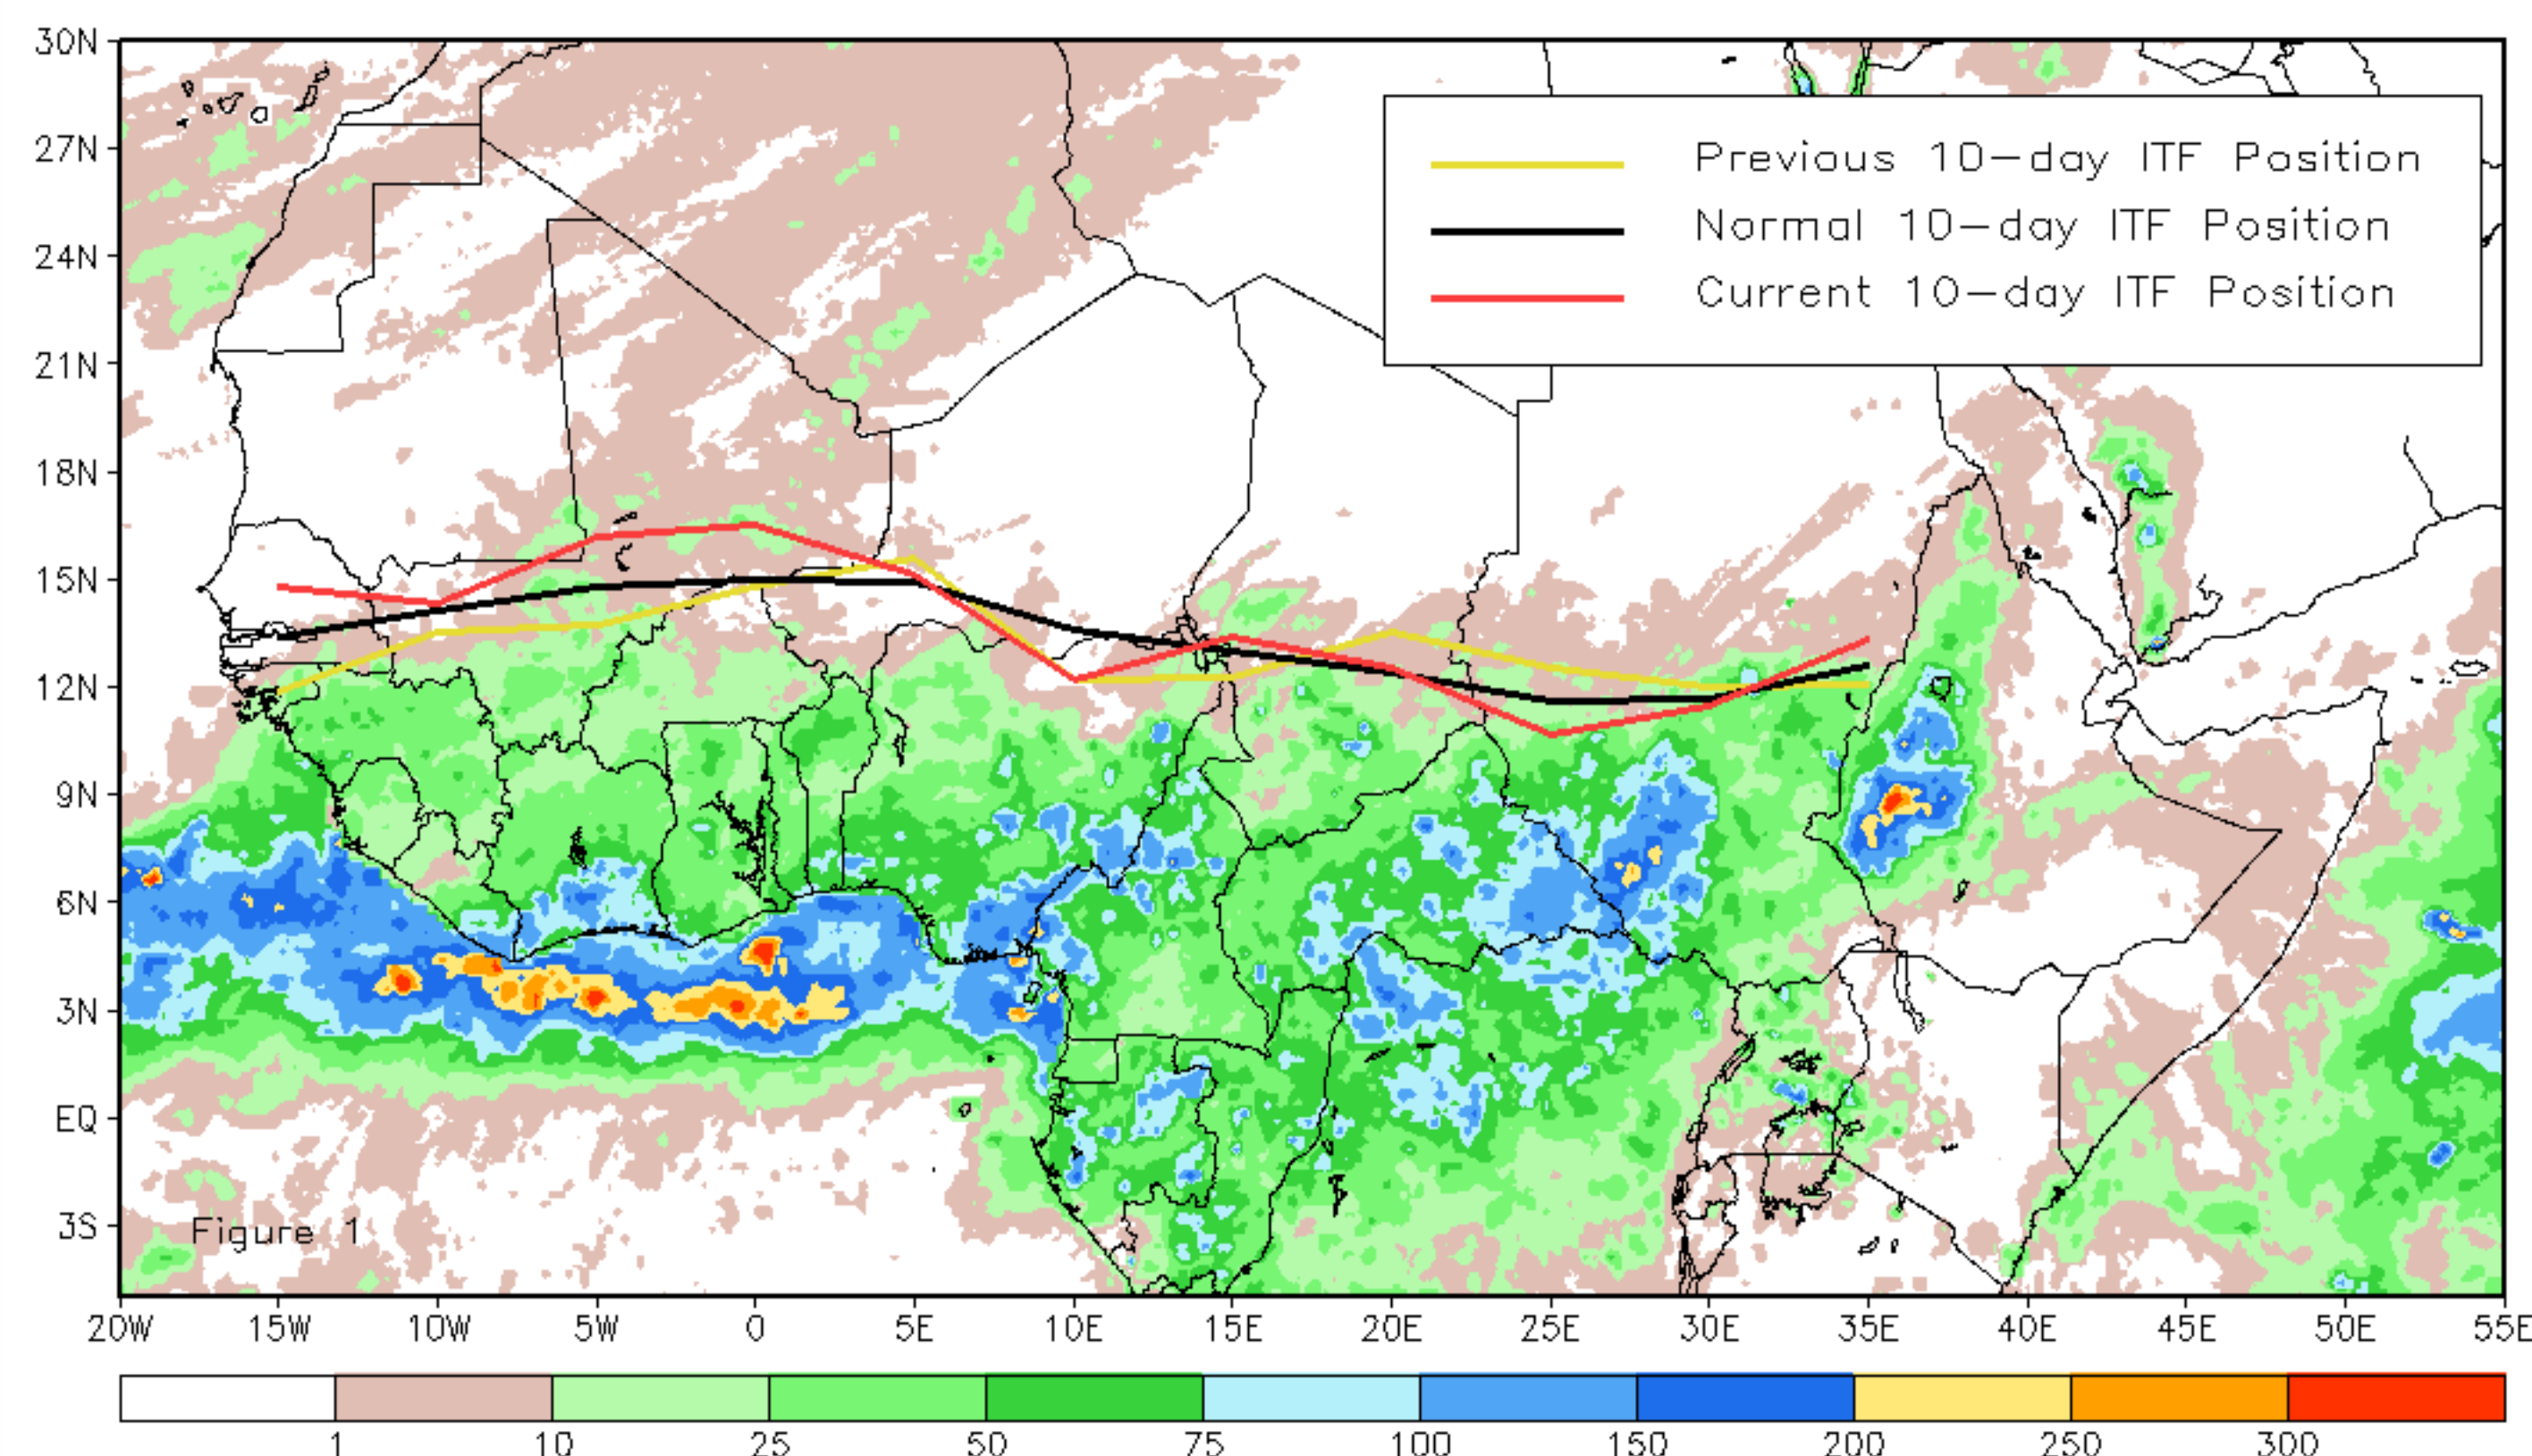 30N
27N
24N
21N
18N
15N
12N
9N
6N
3N
EQ
3S
Previous 10-day ITF Position
Normal 10-day ITF Position
Current 10-day ITF Position
Figure 1
20W 15W 10W 5W 0 5E 10E 15E 20E 25E 30E 35E 40E 45E 50E 55E
1 10 25 50 75 100 150 200 250 300